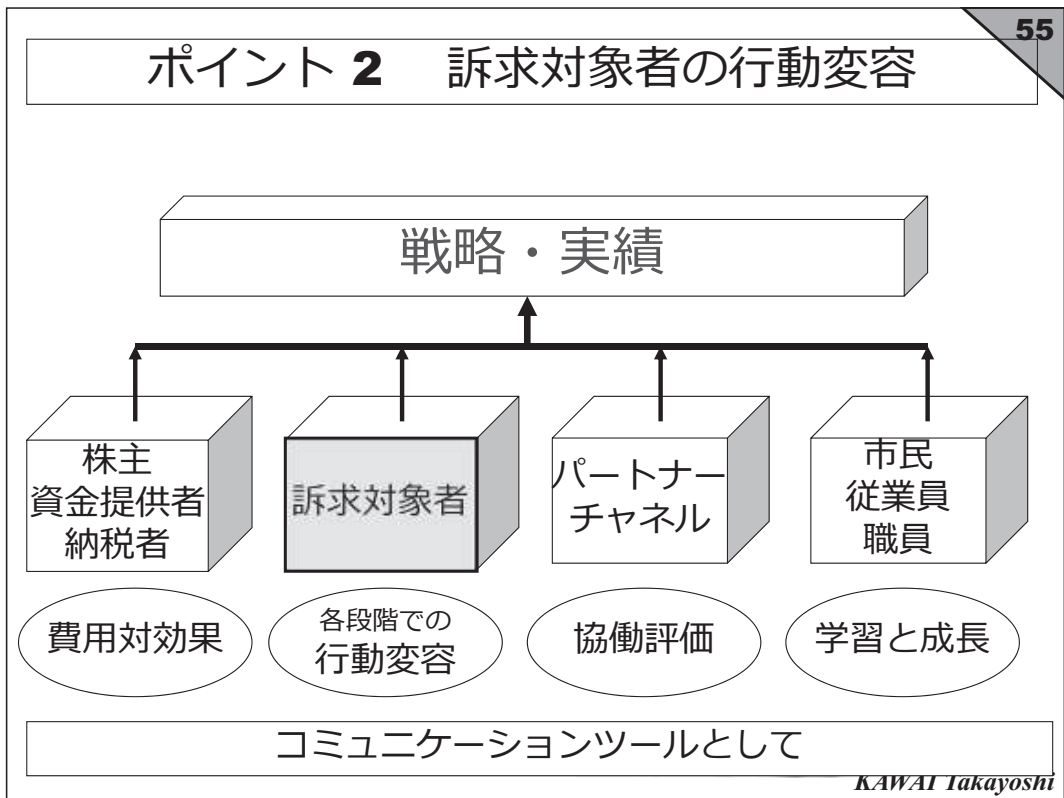 55
ポイント 2　訴求対象者の行動変容
戦略・実績
株主
資金提供者
納税者
訴求対象者
パートナー
チャネル
市民
従業員
職員
費用対効果
各段階での
行動変容
協働評価
学習と成長
コミュニケーションツールとして
KAWAI Takayoshi